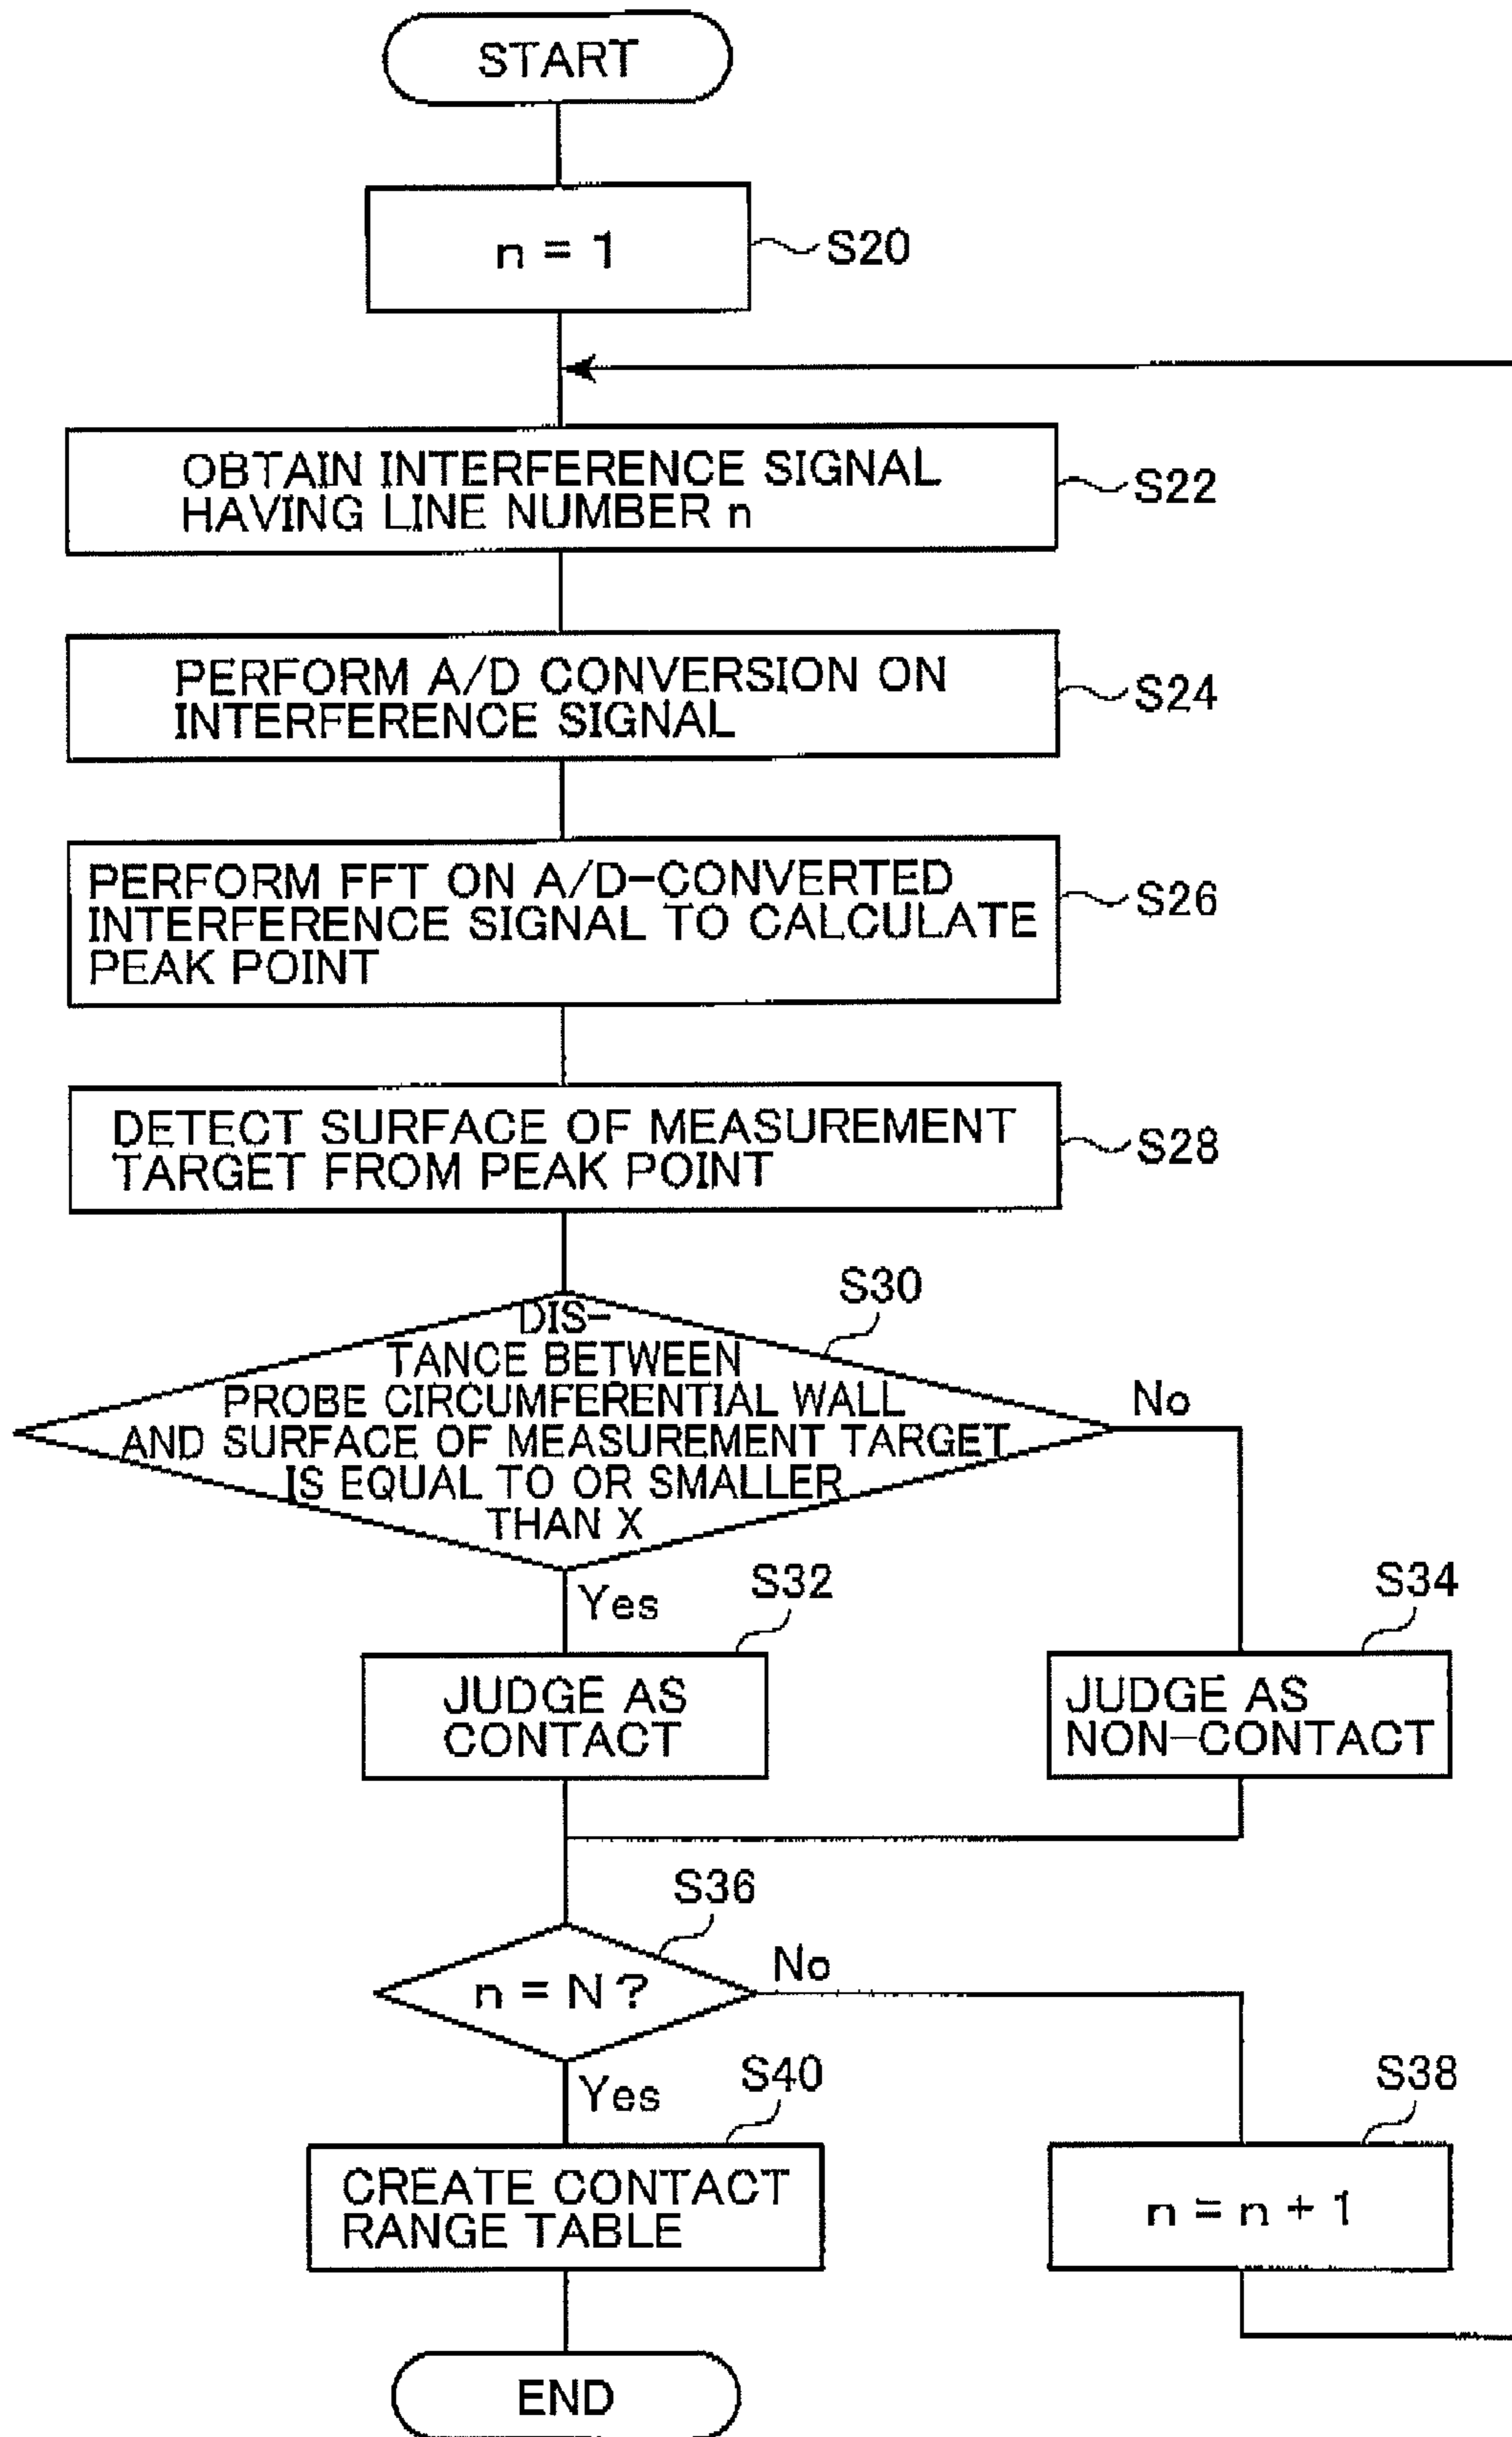 START
n = 1
S20
OBTAIN INTERFERENCE SIGNAL
HAVING LINE NUMBER n
S22
PERFORM A/D CONVERSION ON
INTERFERENCE SIGNAL
S24
PERFORM FFT ON A/D-CONVERTED
INTERFERENCE SIGNAL TO CALCULATE
PEAK POINT
S26
DETECT SURFACE OF MEASUREMENT
TARGET FROM PEAK POINT
S28
S30
DIS-
TANCE BETWEEN
PROBE CIRCUMFERENTIAL WALL
AND SURFACE OF MEASUREMENT TARGET
IS EQUAL TO OR SMALLER
THAN X
No
Yes
S32
JUDGE AS
CONTACT
S34
JUDGE AS
NON-CONTACT
S36
n = N ?
No
Yes
S40
CREATE CONTACT
RANGE TABLE
S38
n = n + 1
END